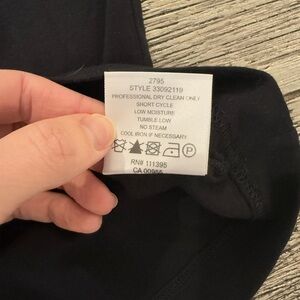 2795
STYLE 33092119
PROFESSIONAL DRY CLEAN ONLY
SHORT CYCLE
LOW MOISTURE
TUMBLE LOW
NO STEAM
COOL IRON IF NECESSARY
RN# 111395
CA 00955